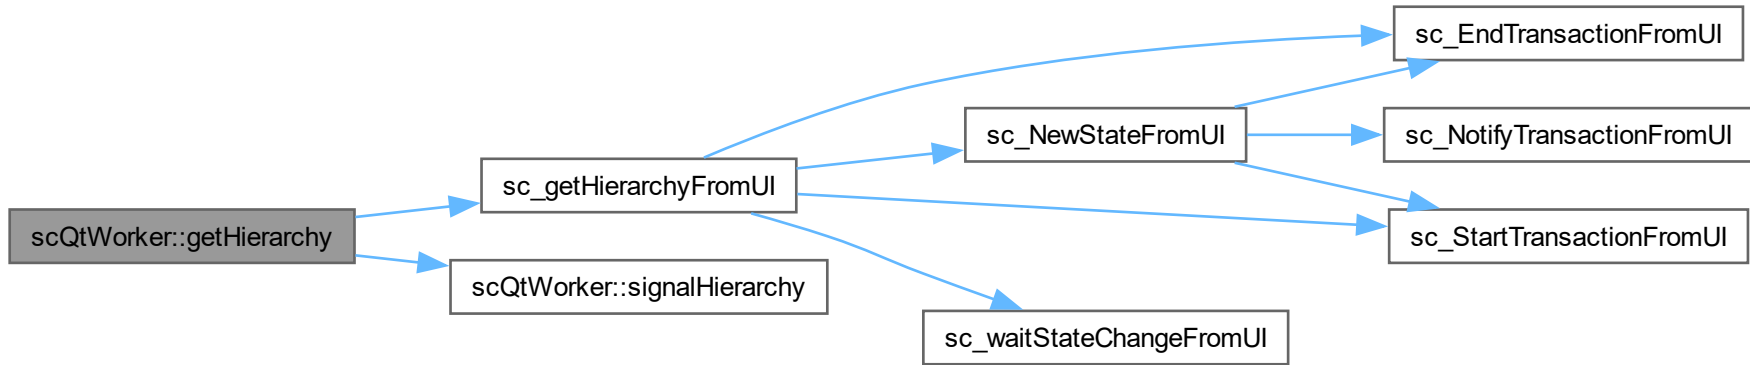 scQtWorker::getHierarchy
sc_getHierarchyFromUI
scQtWorker::signalHierarchy
sc_NewStateFromUI
sc_waitStateChangeFromUI
sc_EndTransactionFromUI
sc_NotifyTransactionFromUI
sc_StartTransactionFromUI